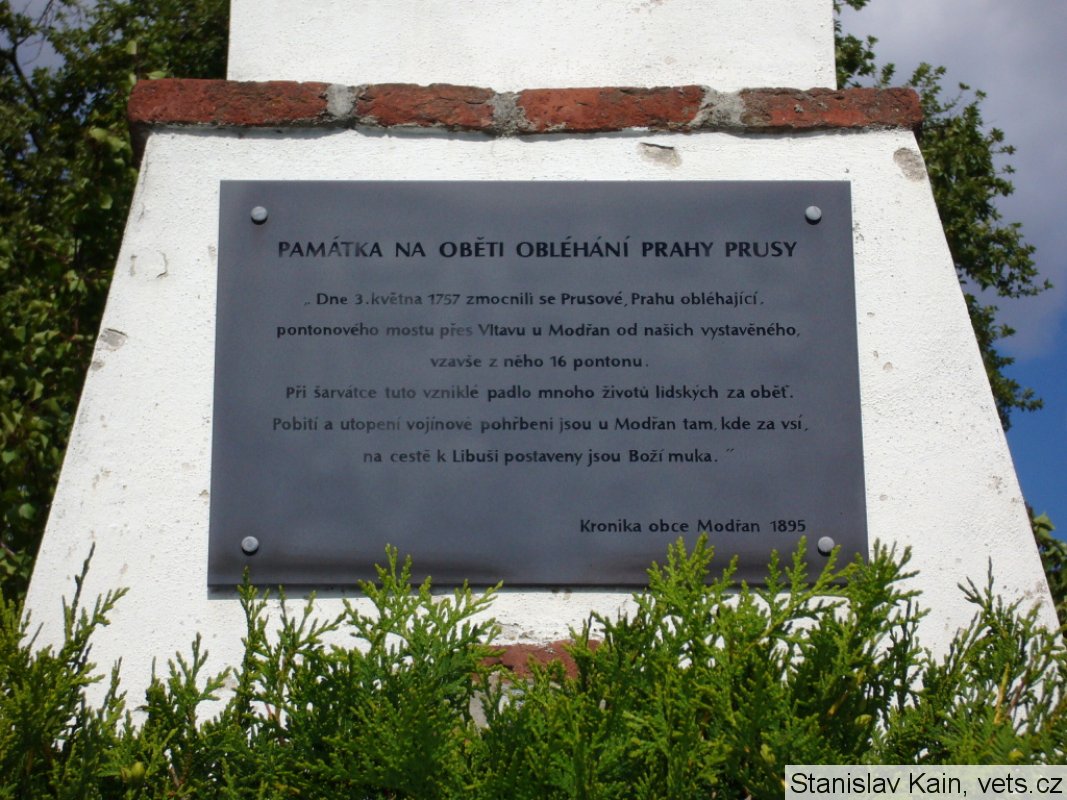 PAMÁTKA NA OBĚTI OBLÉHÁNÍ PRAHY PRUSY
„Dne 3. května 1757 zmocnili se Prusové, Prahu obléhající,
pontonového mostu přes Vltavu u Modřan od našich vystavěného,
vzavše z něho 16 pontonu.
Při šarvátce tuto vzniklé padlo mnoho životů lidských za oběť.
Pobití a utopení vojínové pohřbeni jsou u Modřan tam, kde za vsí,
na cestě k Libuši postaveny jsou Boží muka.“
Kronika obce Modřan 1895
Stanislav Kain, vets.cz